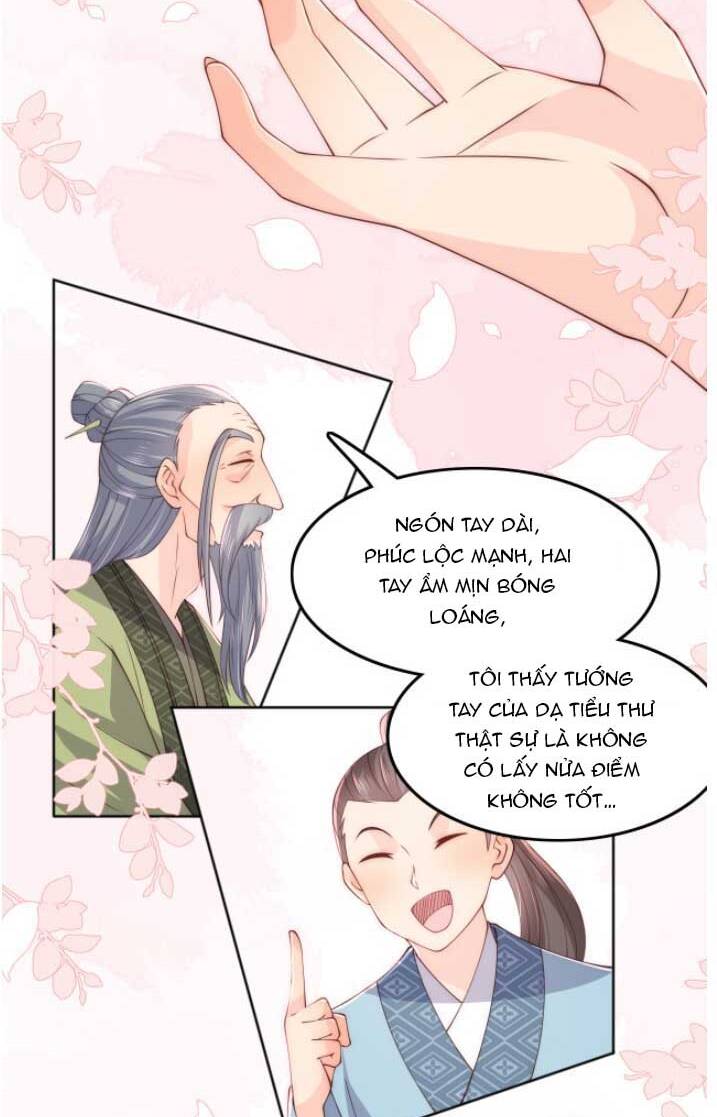 NGÓN TAY DÀI,
PHÚC LỘC MẠNH, HAI
TAY ẨM MỊN BÓNG
LOÁNG,
TÔI THẤY TƯỚNG
TAY CỦA DẠ TIỂU THƯ
THẬT SỰ LÀ KHÔNG
CÓ LẤY NỬA ĐIỂM
KHÔNG TỐT...